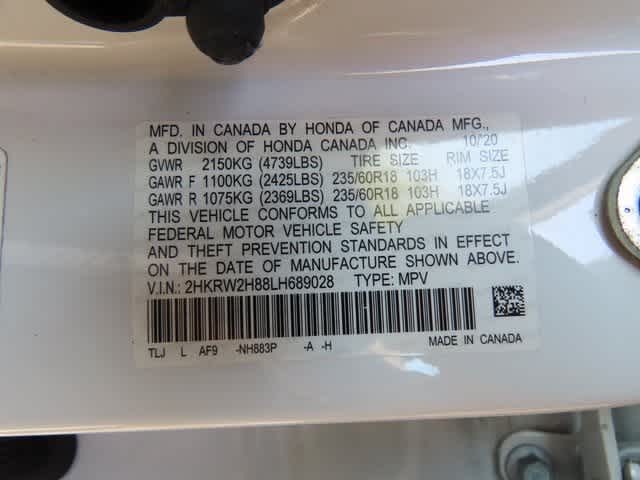 MFD. IN CANADA BY HONDA OF CANADA MFG.,
A DIVISION OF HONDA CANADA INC. 10/20
GVWR 2150KG (4739LBS) TIRE SIZE RIM SIZE
GAWR F 1100KG (2425LBS) 235/60R18 103H 18X7.5J
GAWR R 1075KG (2369LBS) 235/60R18 103H 18X7.5J
THIS VEHICLE CONFORMS TO ALL APPLICABLE
FEDERAL MOTOR VEHICLE SAFETY
AND THEFT PREVENTION STANDARDS IN EFFECT
ON THE DATE OF MANUFACTURE SHOWN ABOVE.
V.I.N.: 2HKRW2H88LH689028 TYPE: MPV
TLJ L AF9 -NH883P -A -H MADE IN CANADA